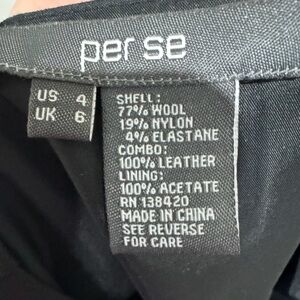 per se
US 4
UK 6
SHELL:
77% WOOL
19% NYLON
4% ELASTANE
COMBO:
100% LEATHER
LINING:
100% ACETATE
RN 138420
MADE IN CHINA
SEE REVERSE
FOR CARE